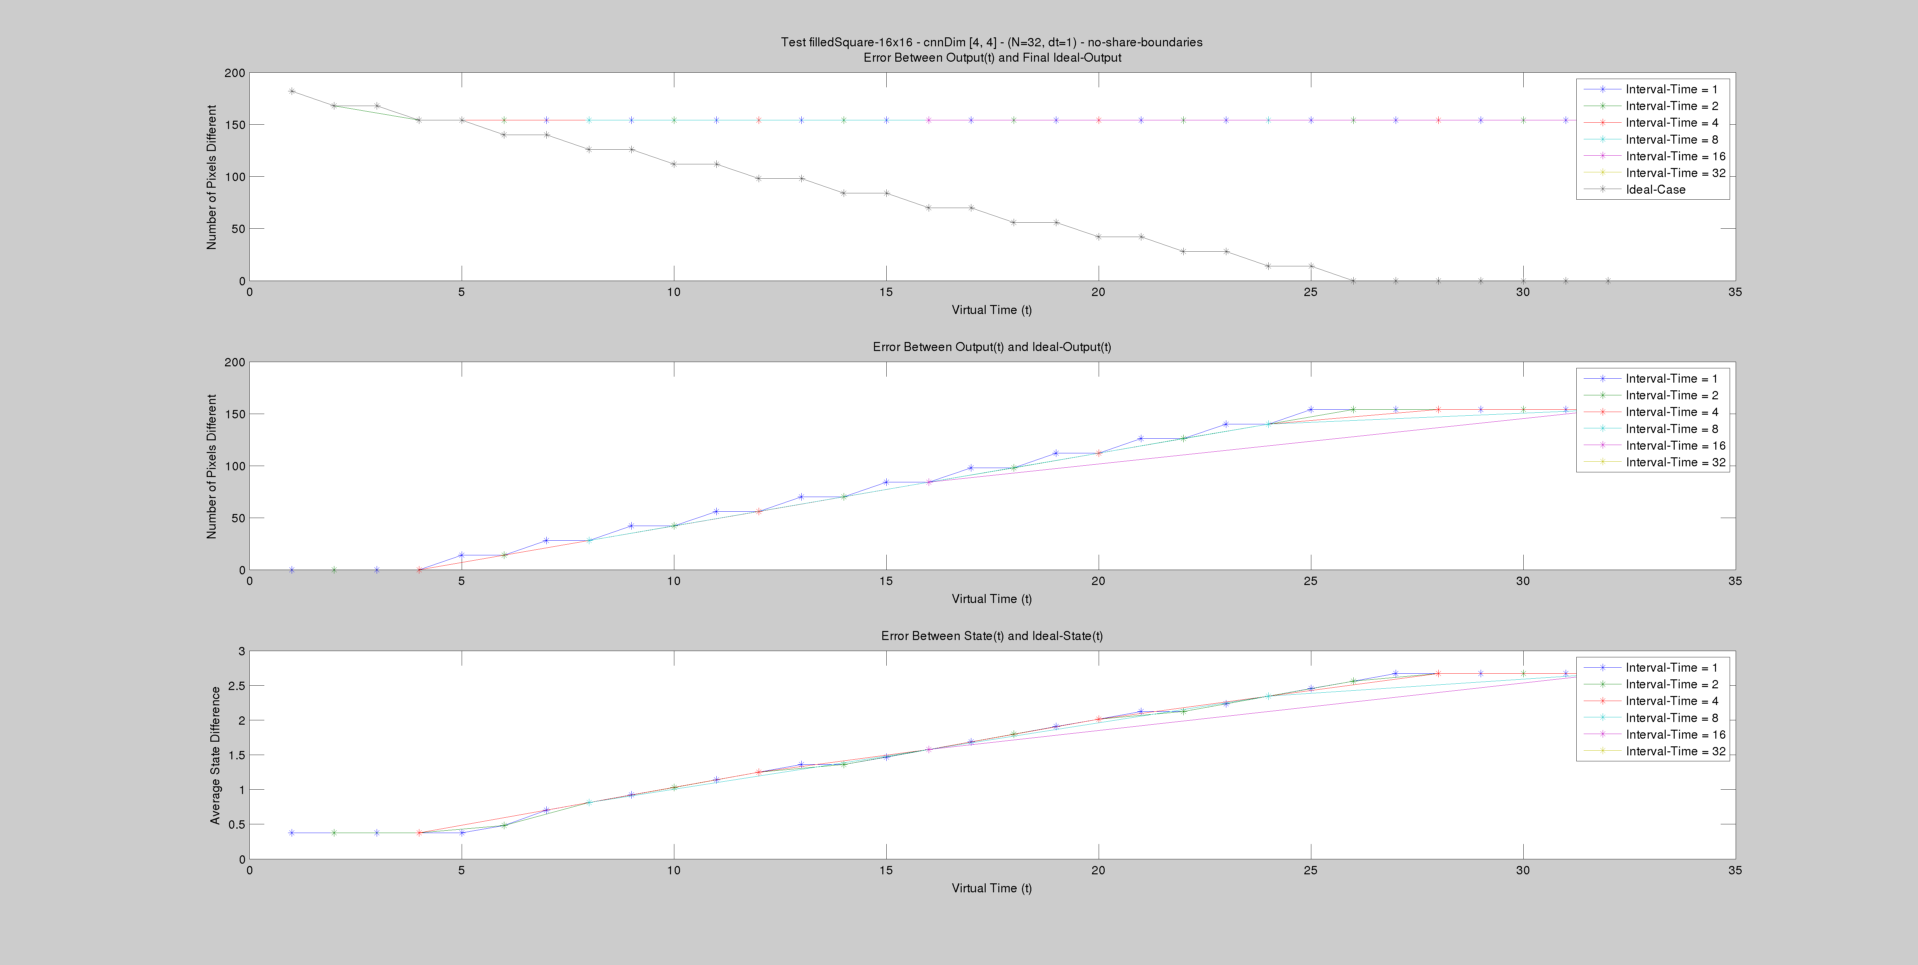 Test filledSquare-16x16 - cnnDim [4, 4] - (N=32, dt=1) - no-share-boundaries
Error Between Output(t) and Final Ideal-Output
Number of Pixels Different
200
150
100
50
0
0 5 10 15 20 25 30 35
Virtual Time (t)
Interval-Time = 1
Interval-Time = 2
Interval-Time = 4
Interval-Time = 8
Interval-Time = 16
Interval-Time = 32
Ideal-Case
Error Between Output(t) and Ideal-Output(t)
Number of Pixels Different
200
150
100
50
0
0 5 10 15 20 25 30 35
Virtual Time (t)
Interval-Time = 1
Interval-Time = 2
Interval-Time = 4
Interval-Time = 8
Interval-Time = 16
Interval-Time = 32
Error Between State(t) and Ideal-State(t)
Average State Difference
3
2.5
2
1.5
1
0.5
0
0 5 10 15 20 25 30 35
Virtual Time (t)
Interval-Time = 1
Interval-Time = 2
Interval-Time = 4
Interval-Time = 8
Interval-Time = 16
Interval-Time = 32